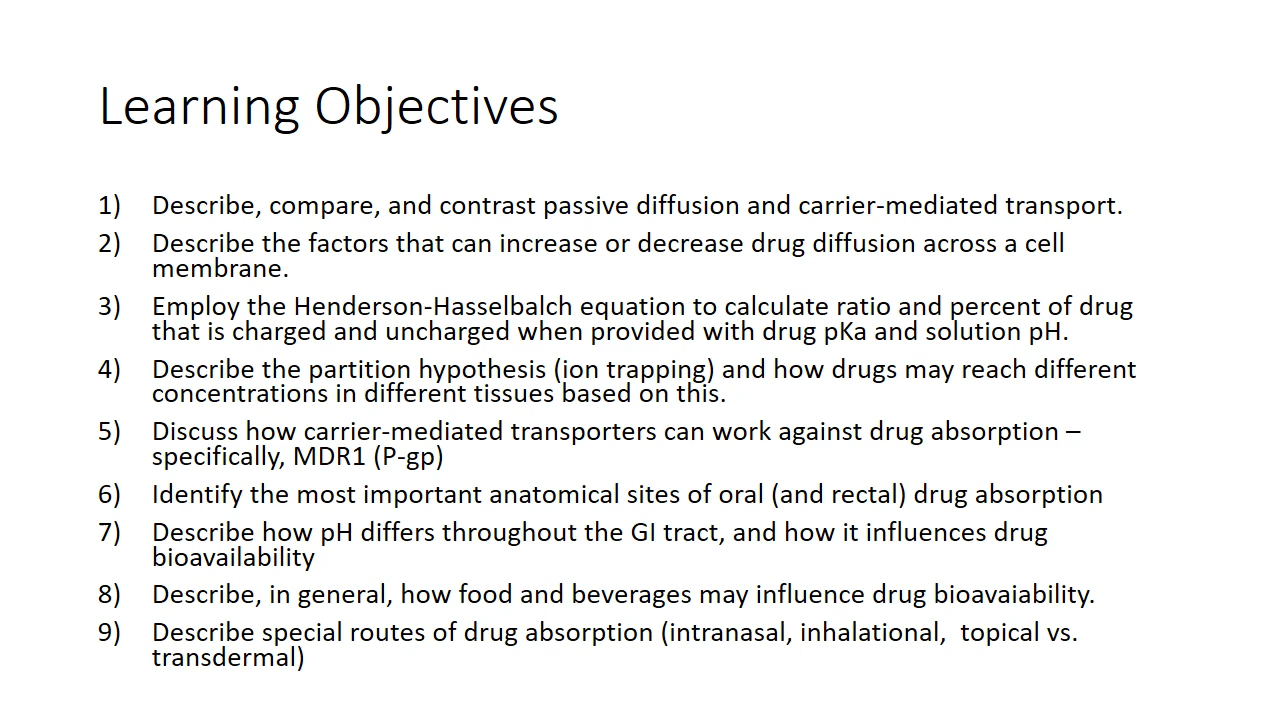 Learning Objectives
1) Describe, compare, and contrast passive diffusion and carrier-mediated transport.
2) Describe the factors that can increase or decrease drug diffusion across a cell
membrane.
3) Employ the Henderson-Hasselbalch equation to calculate ratio and percent of drug
that is charged and uncharged when provided with drug pKa and solution pH.
4) Describe the partition hypothesis (ion trapping) and how drugs may reach different
concentrations in different tissues based on this.
5) Discuss how carrier-mediated transporters can work against drug absorption –
specifically, MDR1 (P-gp)
6) Identify the most important anatomical sites of oral (and rectal) drug absorption
7) Describe how pH differs throughout the GI tract, and how it influences drug
bioavailability
8) Describe, in general, how food and beverages may influence drug bioavaiability.
9) Describe special routes of drug absorption (intranasal, inhalational,  topical vs.
transdermal)